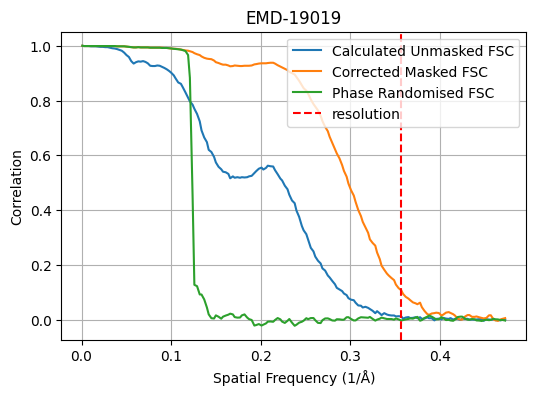 EMD-19019
Calculated Unmasked FSC
Corrected Masked FSC
Phase Randomised FSC
resolution
Correlation
1.0
0.8
0.6
0.4
0.2
0.0
0.0 0.1 0.2 0.3 0.4
Spatial Frequency (1/Å)